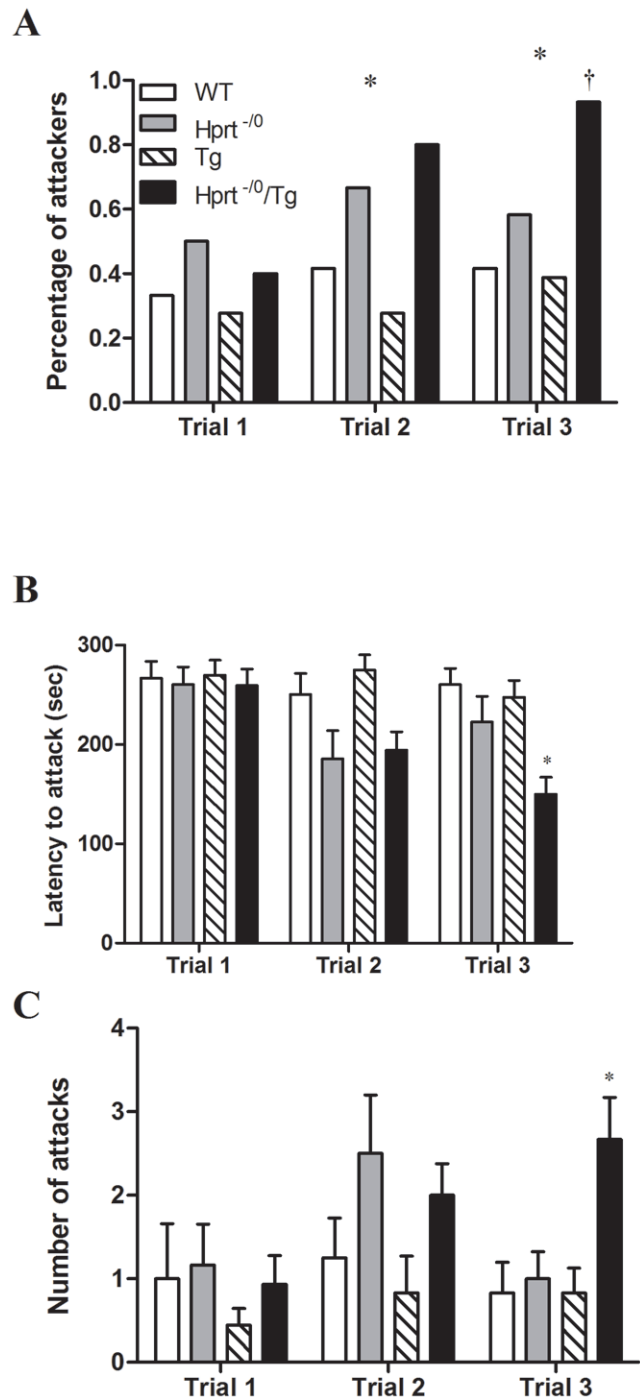 A
Percentage of attackers
*
*
†
1.0
0.8
0.6
0.4
0.2
0.0
WT
Hprt -/0
Tg
Hprt -/0/Tg
Trial 1 Trial 2 Trial 3
B
Latency to attack (sec)
300
200
100
0
*
Trial 1 Trial 2 Trial 3
C
Number of attacks
4
3
2
1
0
*
Trial 1 Trial 2 Trial 3